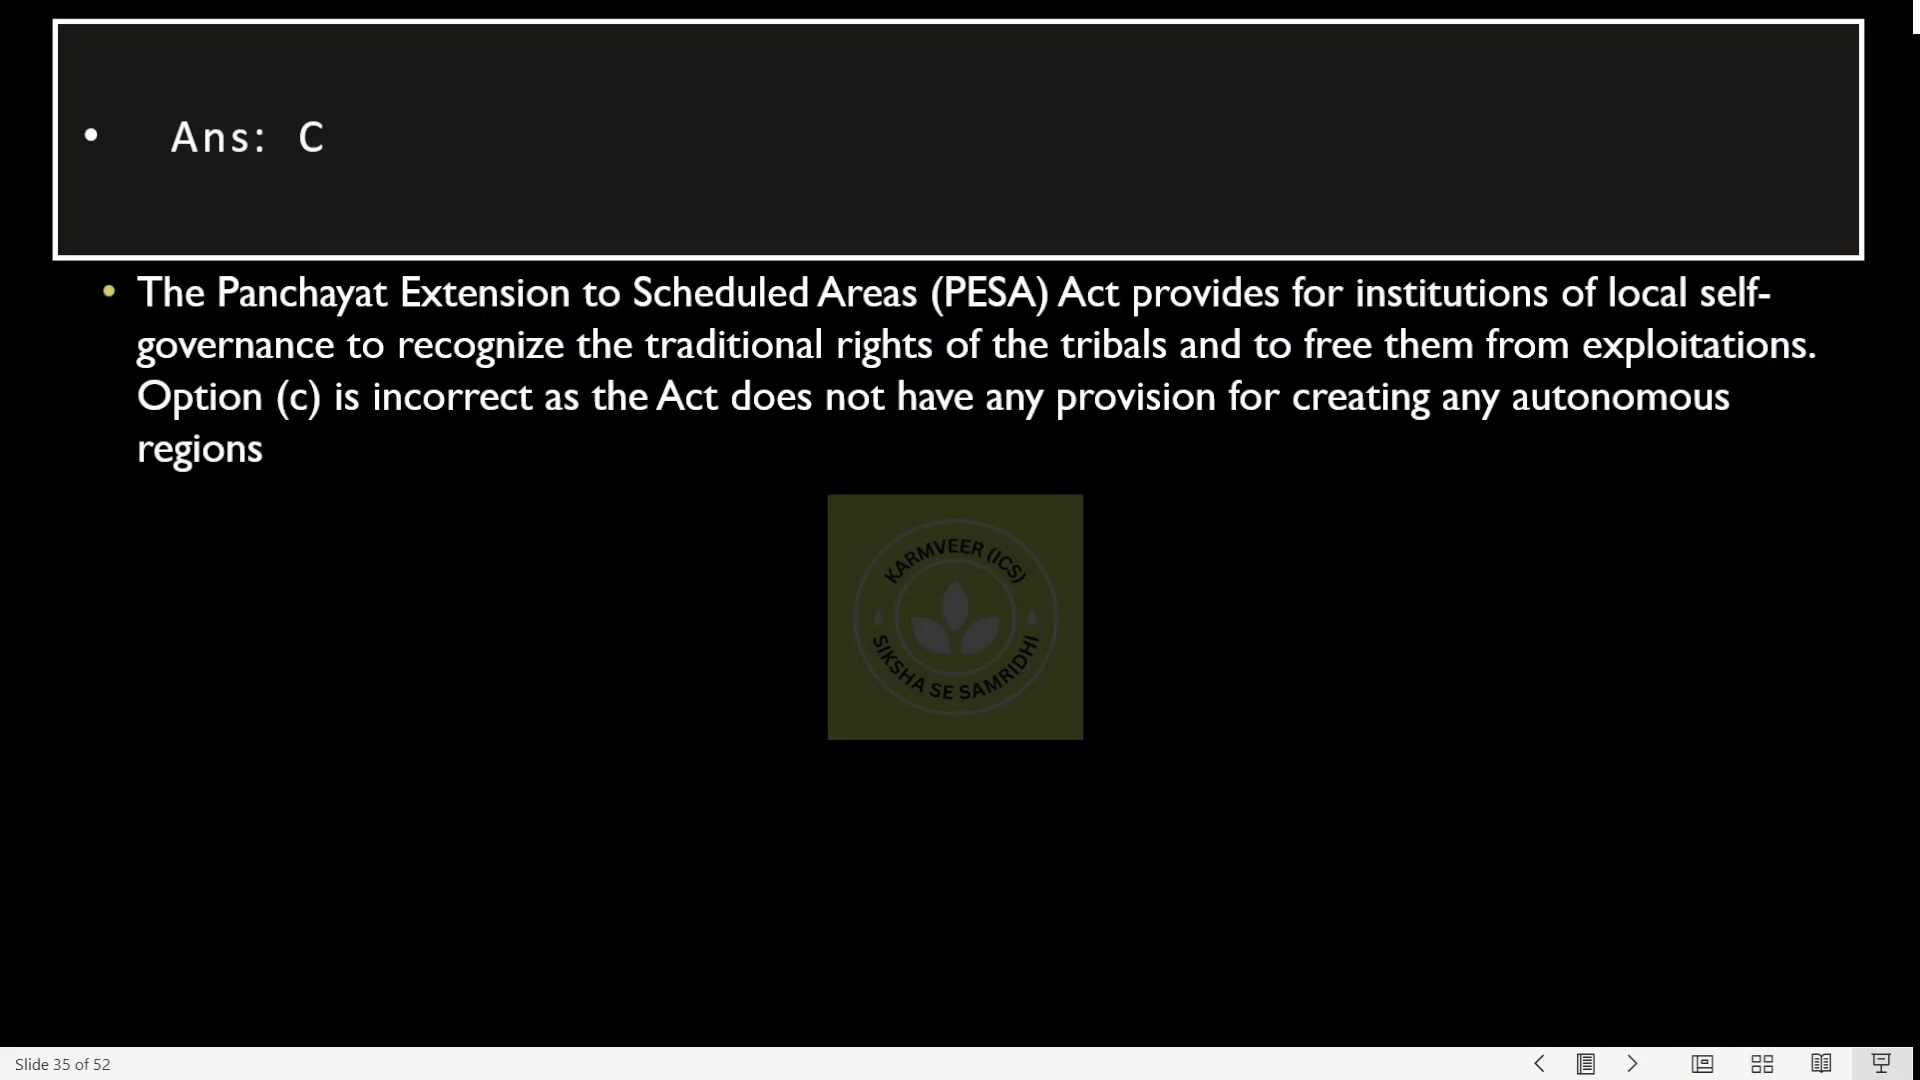 • Ans: C
• The Panchayat Extension to Scheduled Areas (PESA) Act provides for institutions of local self-
governance to recognize the traditional rights of the tribals and to free them from exploitations.
Option (c) is incorrect as the Act does not have any provision for creating any autonomous
regions
KARMVEER (ICS)
SIKSHA SE SAMRIDHI
Slide 35 of 52